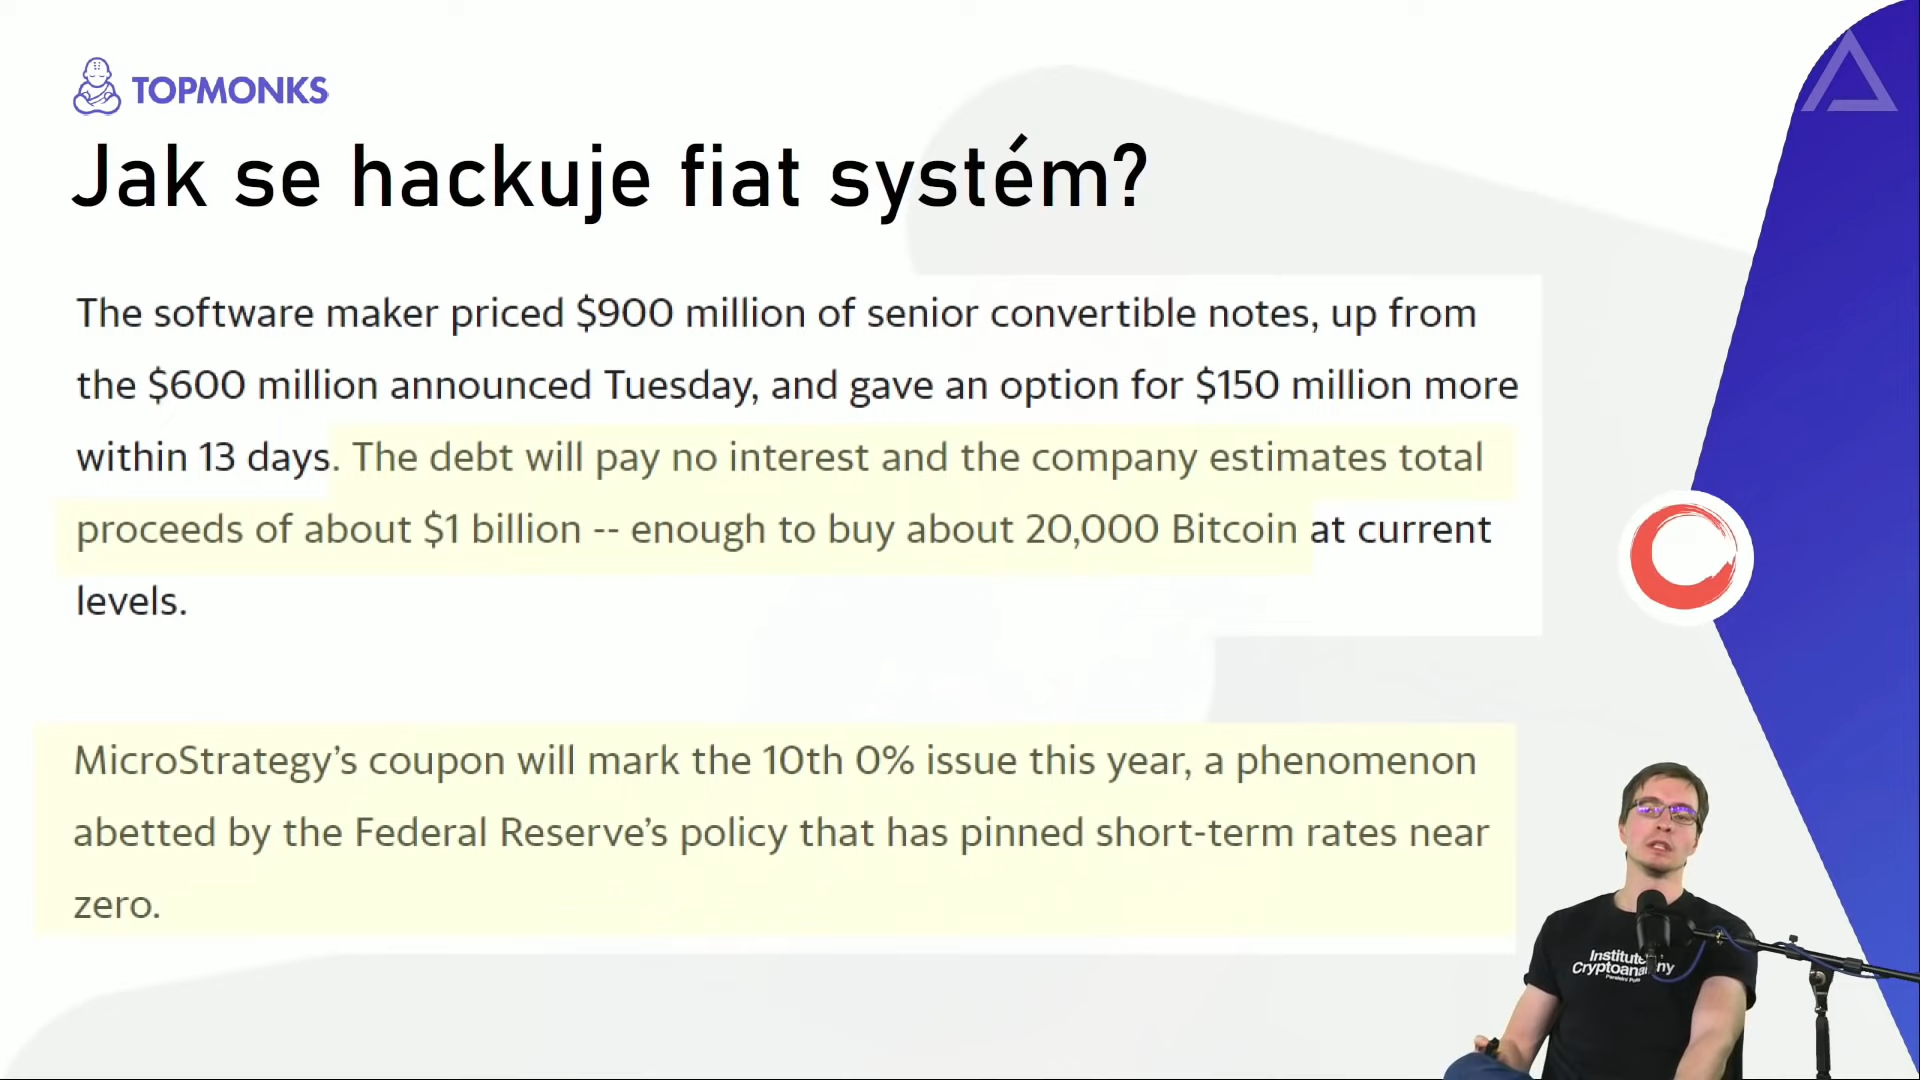 TOPMONKS
Jak se hackuje fiat systém?
The software maker priced $900 million of senior convertible notes, up from
the $600 million announced Tuesday, and gave an option for $150 million more
within 13 days. The debt will pay no interest and the company estimates total
proceeds of about $1 billion -- enough to buy about 20,000 Bitcoin at current
levels.
MicroStrategy’s coupon will mark the 10th 0% issue this year, a phenomenon
abetted by the Federal Reserve’s policy that has pinned short-term rates near
zero.
Institute